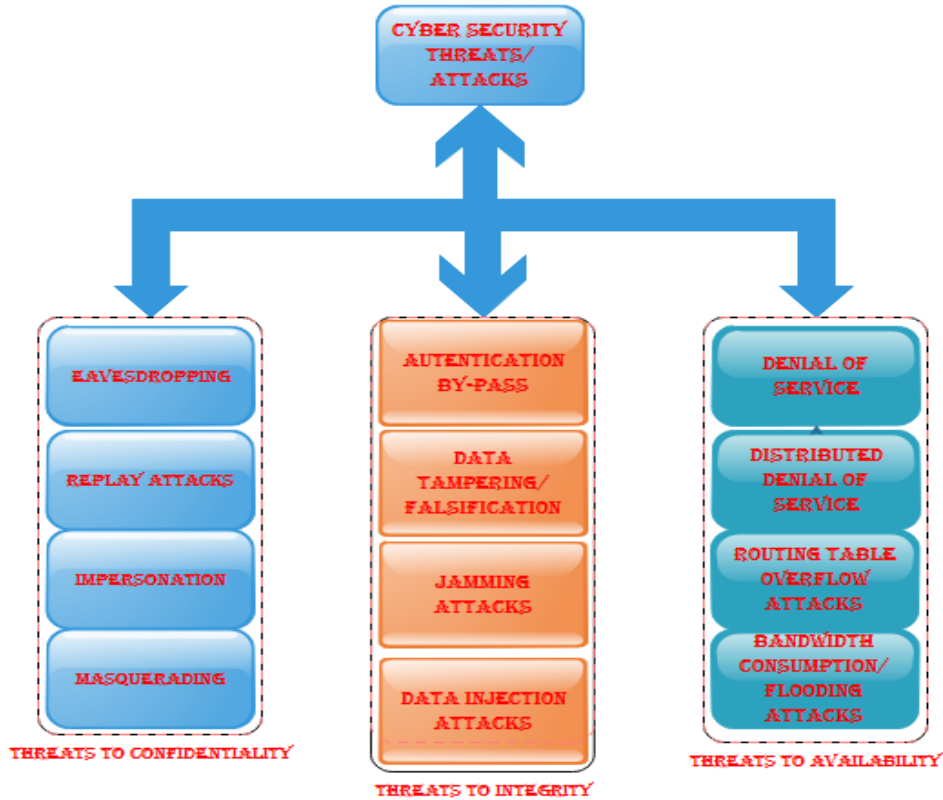 CYBER SECURITY
THREATS/
ATTACKS
EAVESDROPPING
REPLAY ATTACKS
IMPERSONATION
MASQUERADING
THREATS TO CONFIDENTIALITY
AUTENTICATION
BY-PASS
DATA
TAMPERING/
FALSIFICATION
JAMMING
ATTACKS
DATA INJECTION
ATTACKS
THREATS TO INTEGRITY
DENIAL OF
SERVICE
DISTRIBUTED
DENIAL OF
SERVICE
ROUTING TABLE
OVERFLOW
ATTACKS
BANDWIDTH
CONSUMPTION/
FLOODING
ATTACKS
THREATS TO AVAILABILITY